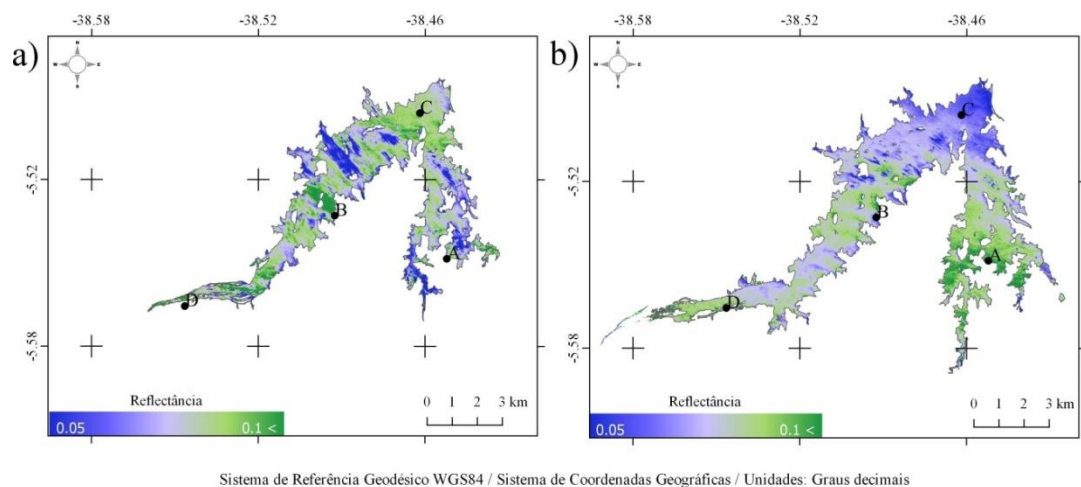 -38.58 -38.52 -38.46 -38.58 -38.52 -38.46
a) b)
N N
W E W E
S S
C C
-5.52 -5.52
B B
A A
D D
-5.58 -5.58
Reflectância Reflectância
0 1 2 3 km 0 1 2 3 km
0.05 0.1 < 0.05 0.1 <
Sistema de Referência Geodésico WGS84 / Sistema de Coordenadas Geográficas / Unidades: Graus decimais